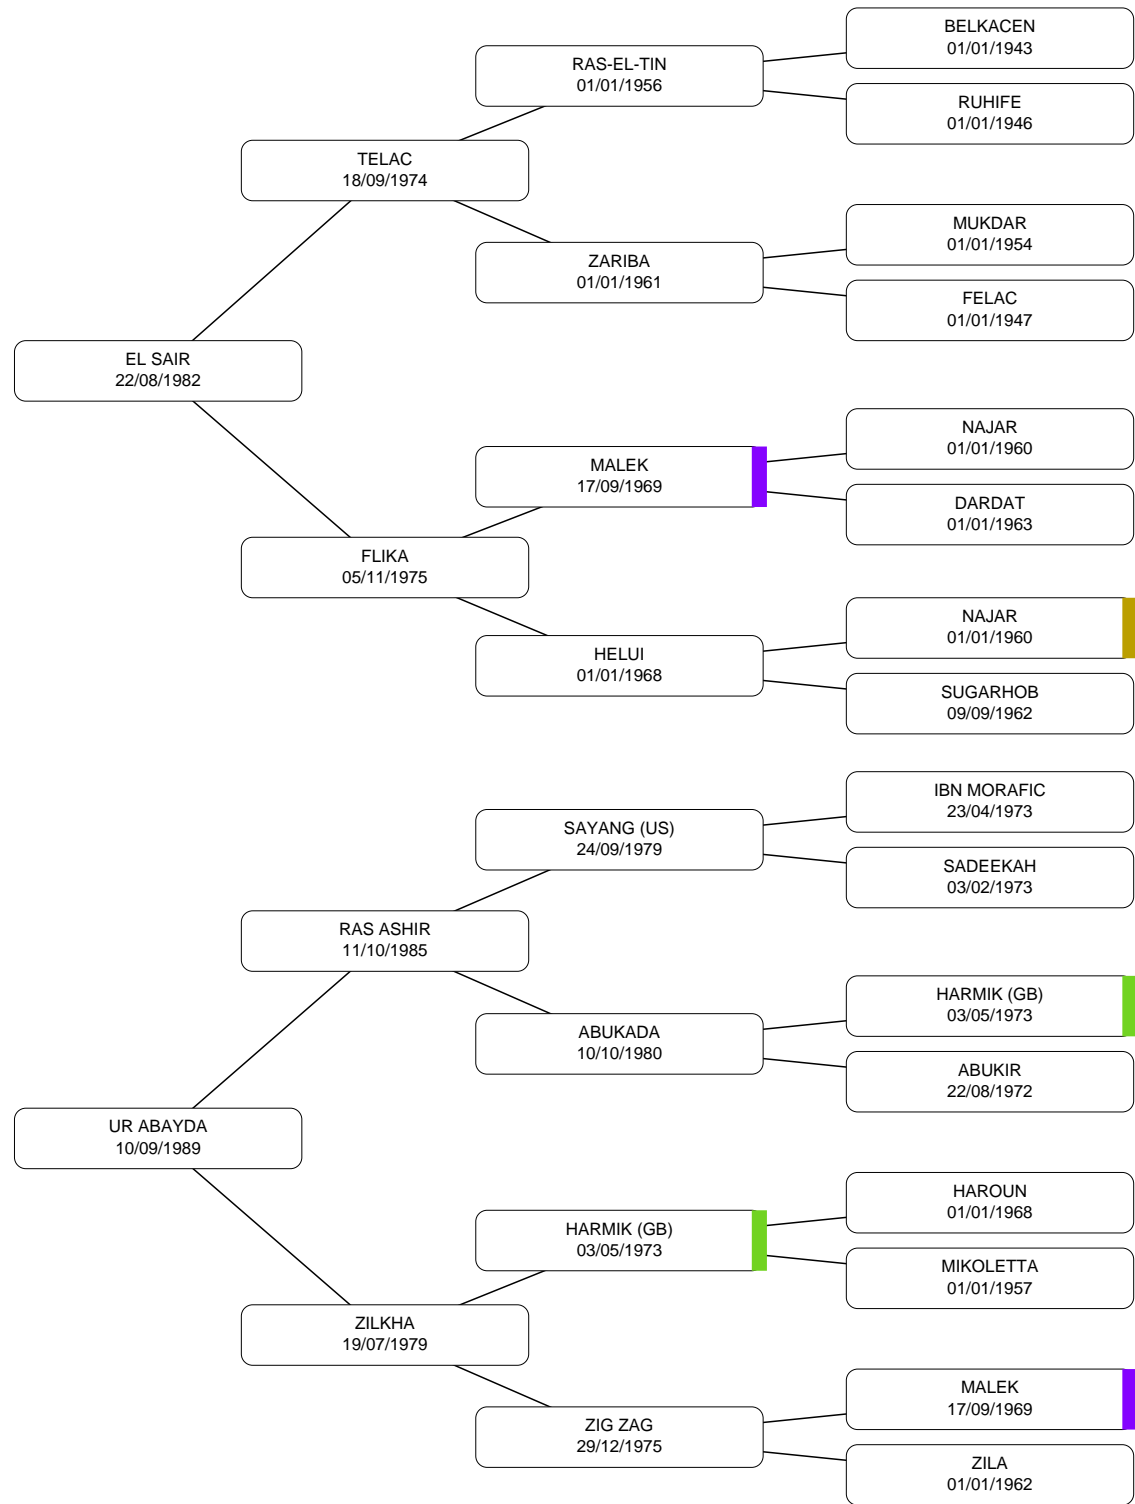 BELKACEN
01/01/1943
RAS-EL-TIN
01/01/1956
RUHIFE
01/01/1946
TELAC
18/09/1974
MUKDAR
01/01/1954
ZARIBA
01/01/1961
FELAC
01/01/1947
EL SAIR
22/08/1982
NAJAR
01/01/1960
MALEK
17/09/1969
DARDAT
01/01/1963
FLIKA
05/11/1975
NAJAR
01/01/1960
HELUI
01/01/1968
SUGARHOB
09/09/1962
IBN MORAFIC
23/04/1973
SAYANG (US)
24/09/1979
SADEEKAH
03/02/1973
RAS ASHIR
11/10/1985
HARMIK (GB)
03/05/1973
ABUKADA
10/10/1980
ABUKIR
22/08/1972
UR ABAYDA
10/09/1989
HAROUN
01/01/1968
HARMIK (GB)
03/05/1973
MIKOLETTA
01/01/1957
ZILKHA
19/07/1979
MALEK
17/09/1969
ZIG ZAG
29/12/1975
ZILA
01/01/1962